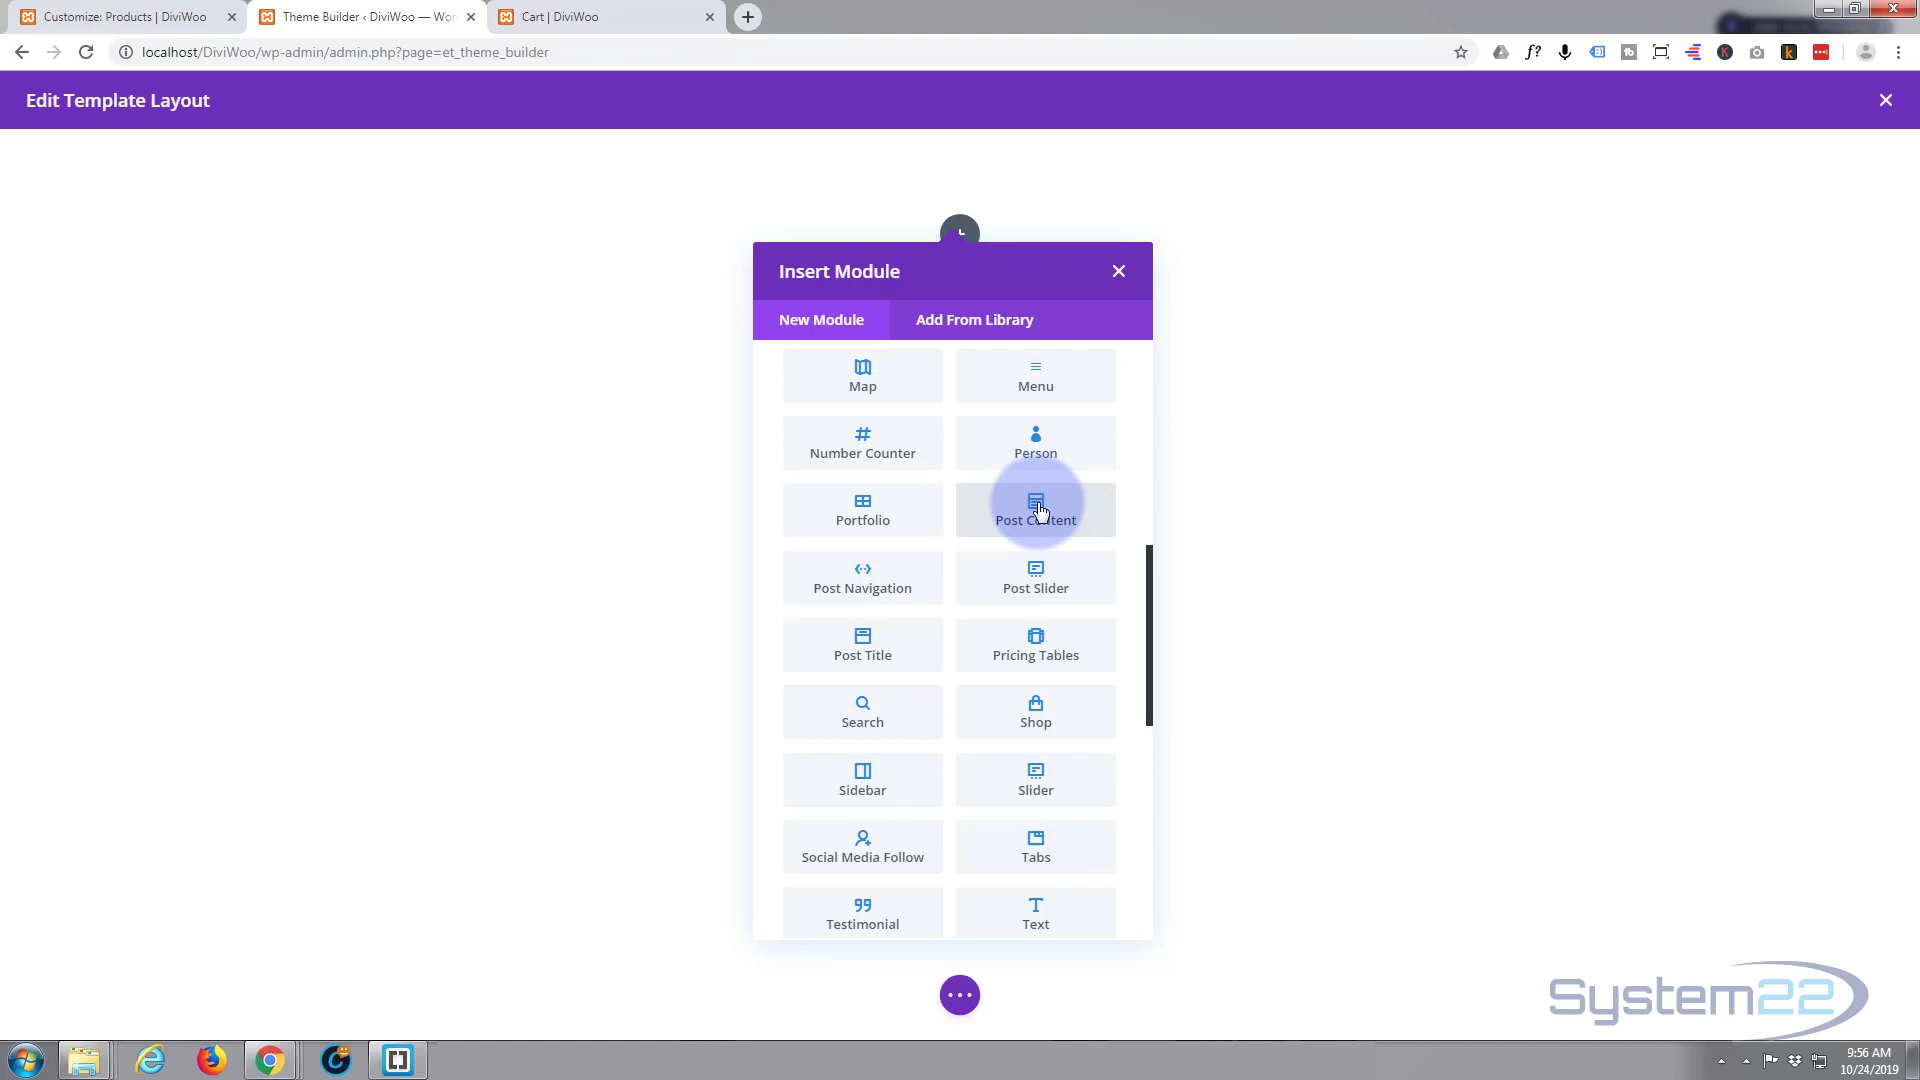 Customize: Products | DiviWoo
Theme Builder ‹ DiviWoo — Wor
Cart | DiviWoo
localhost/DiviWoo/wp-admin/admin.php?page=et_theme_builder
Edit Template Layout
Insert Module
New Module
Add From Library
Map
Menu
Number Counter
Person
Portfolio
Post Content
Post Navigation
Post Slider
Post Title
Pricing Tables
Search
Shop
Sidebar
Slider
Social Media Follow
Tabs
Testimonial
Text
System22
9:56 AM
10/24/2019